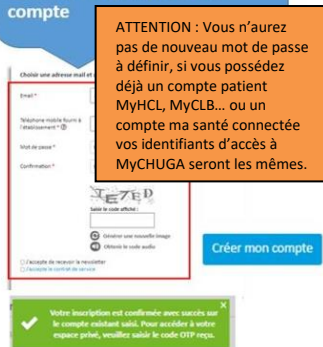 compte
ATTENTION : Vous n’aurez
pas de nouveau mot de passe
à définir, si vous possédez
déjà un compte patient
MyHCL, MyCLB… ou un
compte ma santé connectée
vos identifiants d’accès à
MyCHUGA seront les mêmes.
Choisir une adresse mail et
Email *
Téléphone mobile fourni à
l'établissement *
Mot de passe *
Confirmation *
Saisir le code affiché :
Générer une nouvelle image
Obtenir le code audio
J'accepte de recevoir la newsletter
J'accepte le contrat de service
Créer mon compte
Votre inscription est confirmée avec succès sur
le compte existant saisi. Pour accéder à votre
espace privé, veuillez saisir le code OTP reçu.